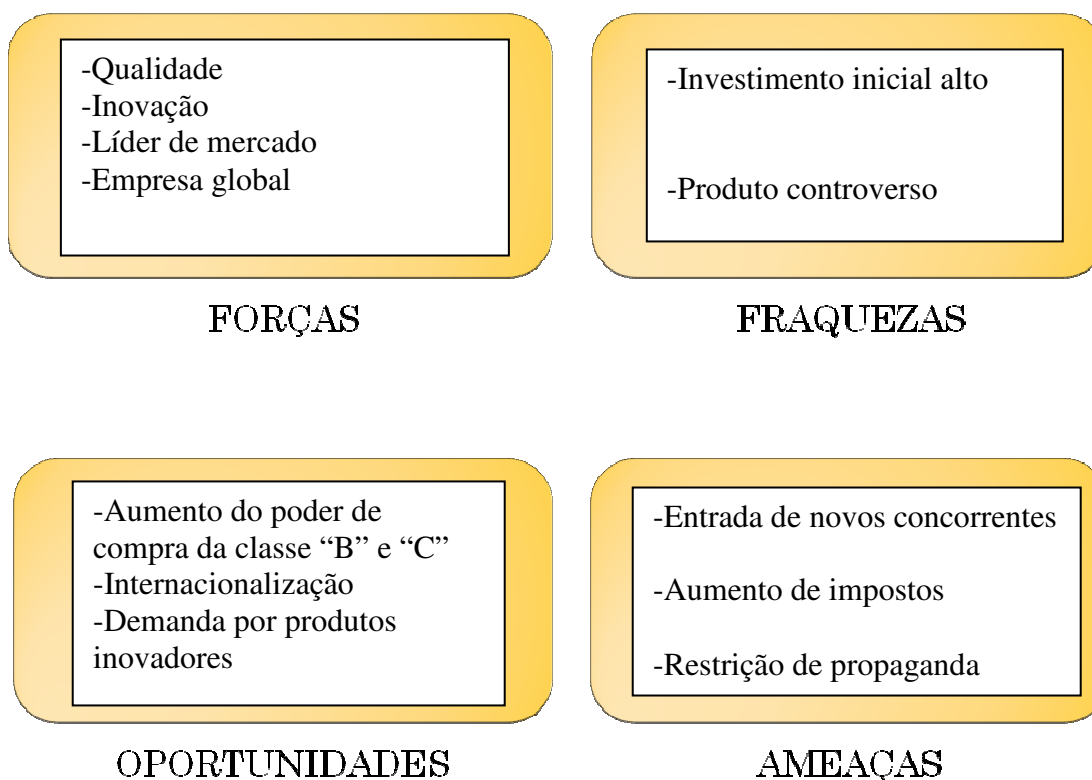 -Qualidade
-Inovação
-Líder de mercado
-Empresa global
FORÇAS
-Investimento inicial alto
-Produto controverso
FRAQUEZAS
-Aumento do poder de
compra da classe “B” e “C”
-Internacionalização
-Demanda por produtos
inovadores
OPORTUNIDADES
-Entrada de novos concorrentes
-Aumento de impostos
-Restrição de propaganda
AMEAÇAS